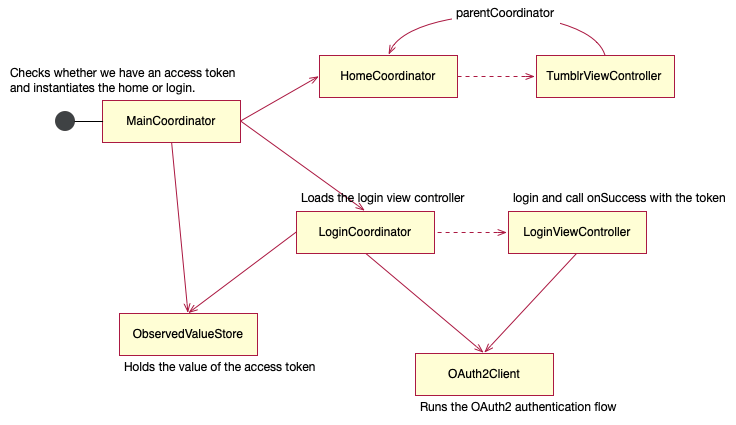 parentCoordinator
HomeCoordinator
TumblrViewController
Checks whether we have an access token
and instantiates the home or login.
MainCoordinator
Loads the login view controller
login and call onSuccess with the token
LoginCoordinator
LoginViewController
ObservedValueStore
Holds the value of the access token
OAuth2Client
Runs the OAuth2 authentication flow